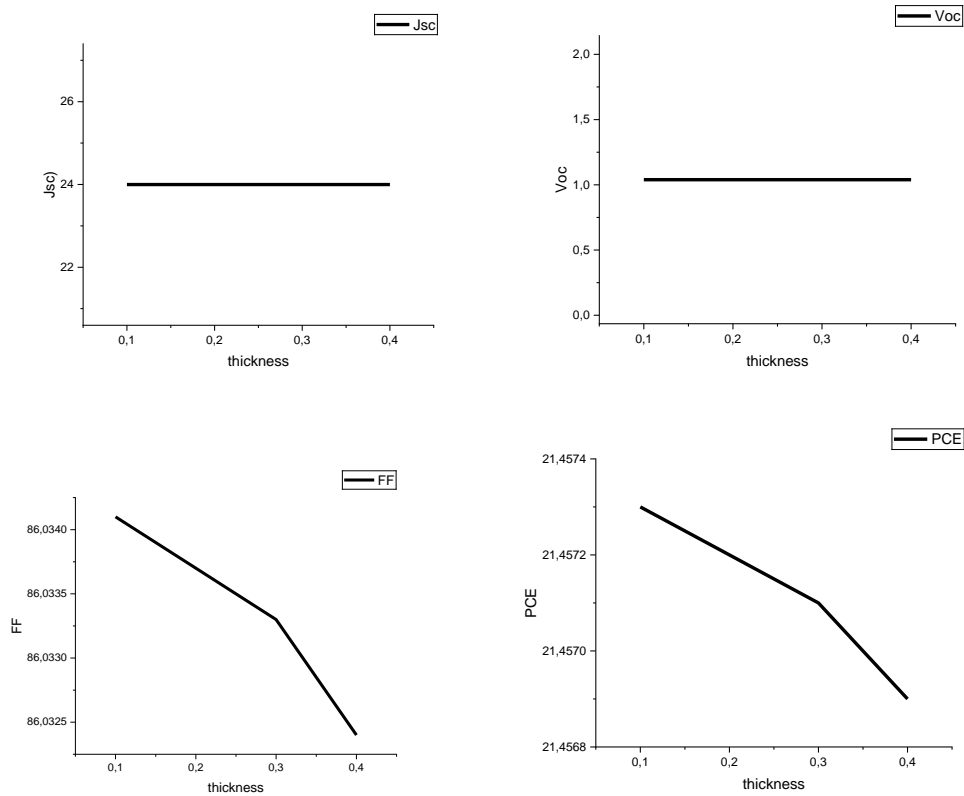 Jsc
26
24
22
Jsc)
0,1 0,2 0,3 0,4
thickness
Voc
2,0
1,5
1,0
0,5
0,0
Voc
0,1 0,2 0,3 0,4
thickness
FF
86,0340
86,0335
86,0330
86,0325
FF
0,1 0,2 0,3 0,4
thickness
PCE
21,4574
21,4572
21,4570
21,4568
PCE
0,1 0,2 0,3 0,4
thickness